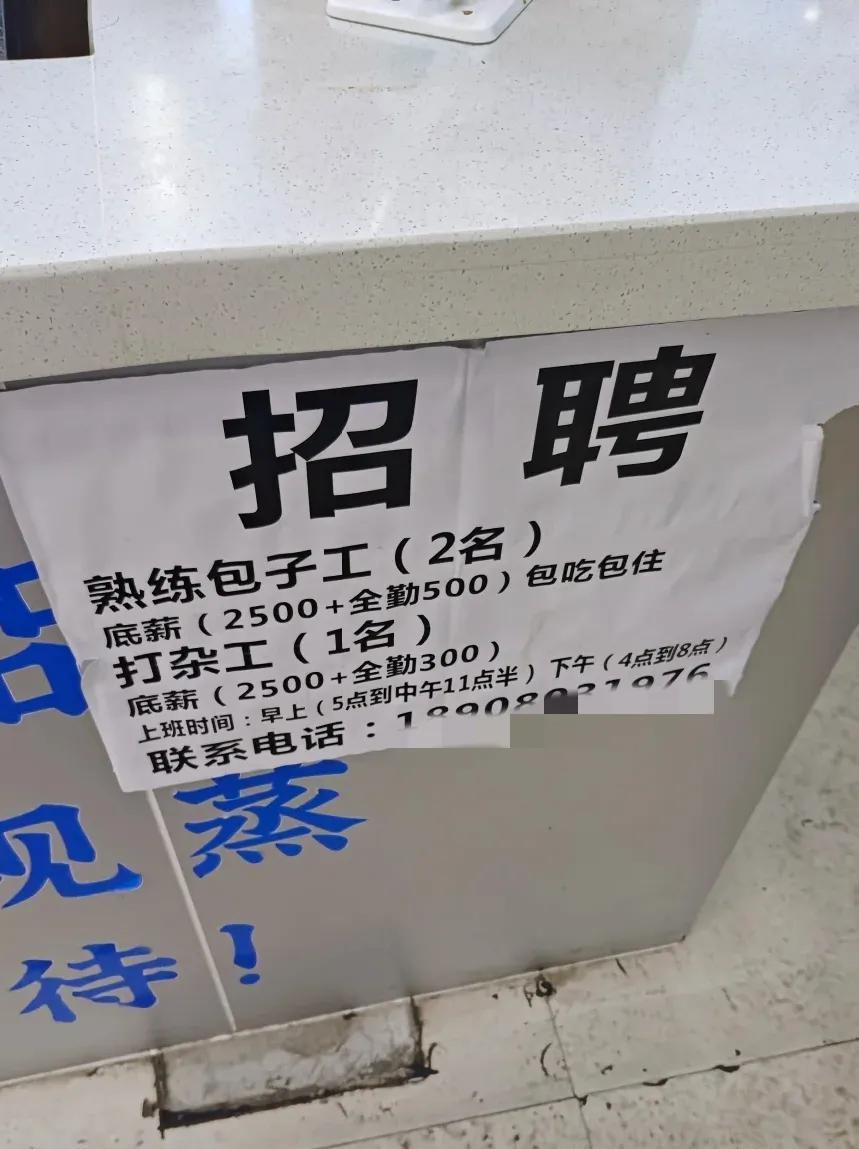 招聘
熟练包子工（2名）
底薪（2500+全勤500）包吃包住
打杂工（1名）
底薪（2500+全勤300）
上班时间：早上（5点到中午11点半）下午（4点到8点）
联系电话：
现蒸
待！